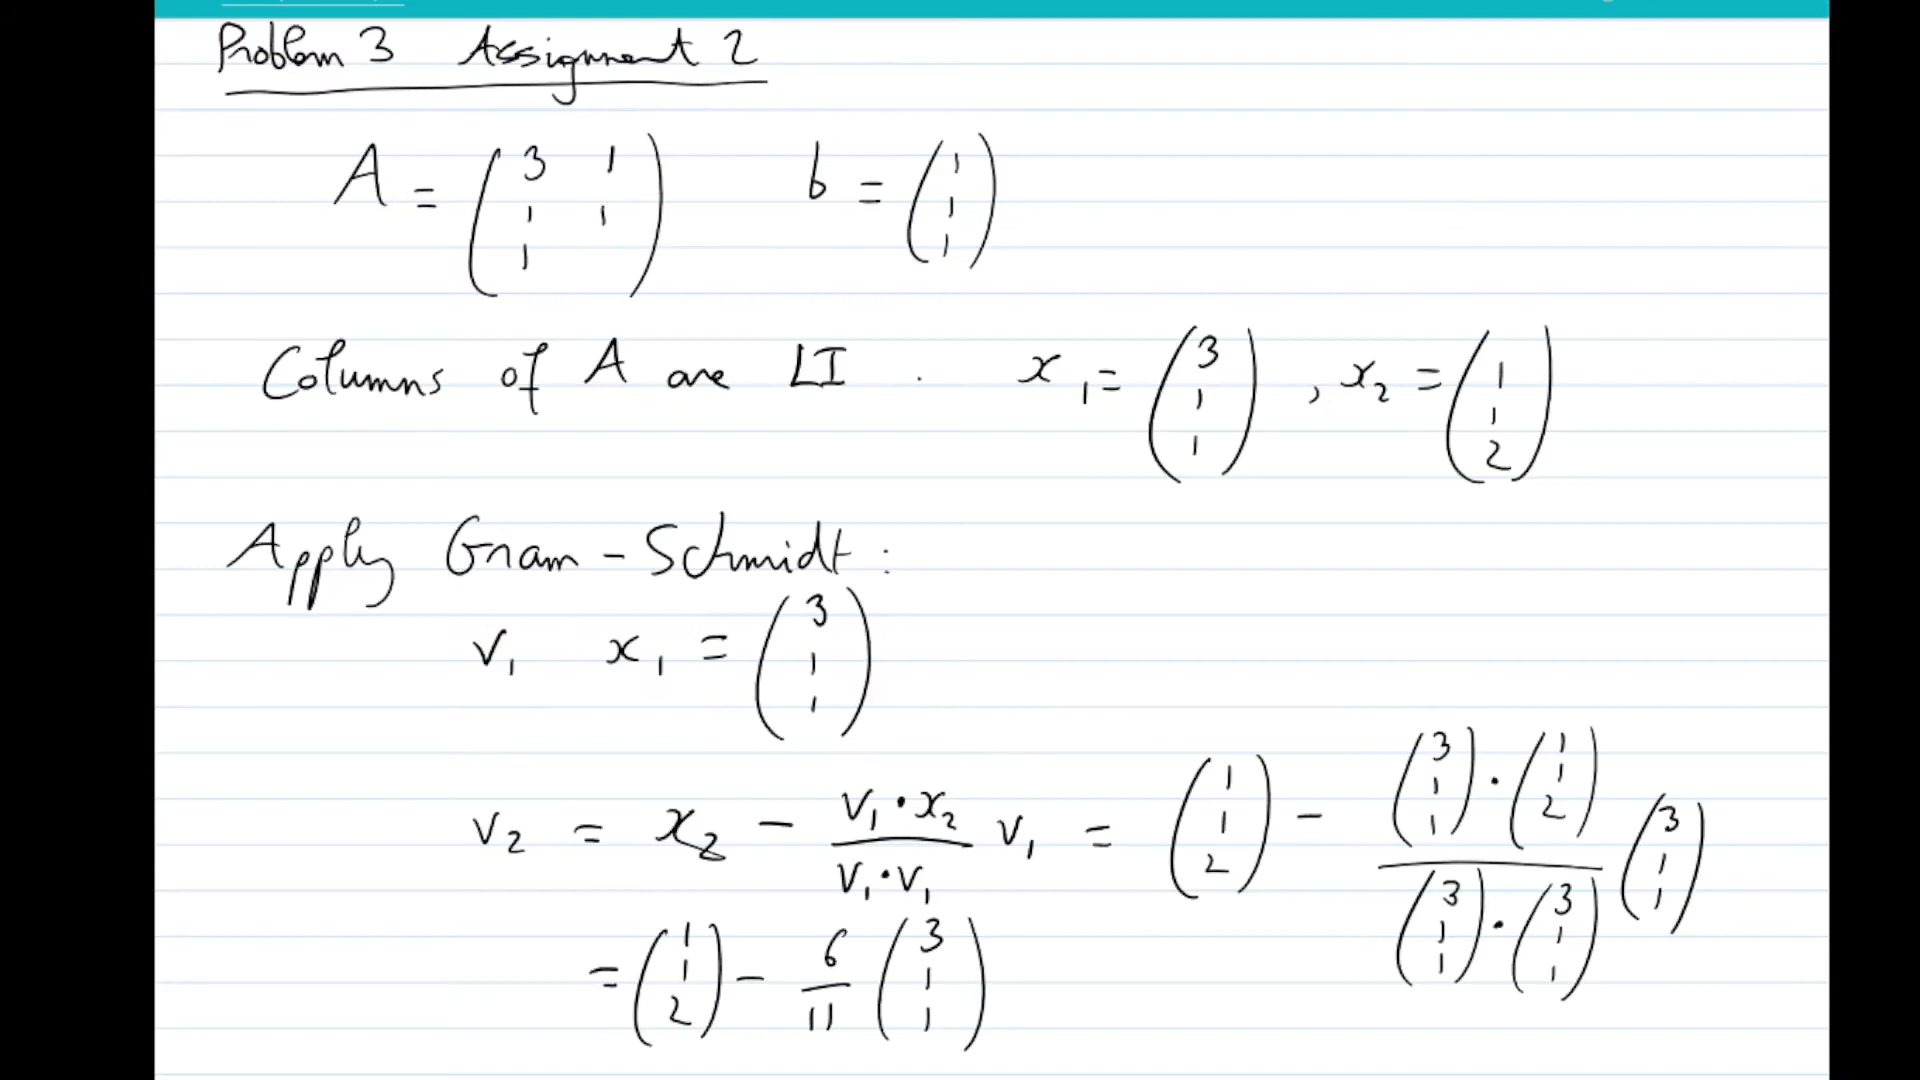 Problem 3 Assignment 2
A = ( 3 1 ; 1 1 ; 1 ) b = ( 1 ; 1 ; 1 )
Columns of A are LI . x₁ = ( 3 ; 1 ; 1 ) , x₂ = ( 1 ; 1 ; 2 )
Apply Gram - Schmidt :
v₁ x₁ = ( 3 ; 1 ; 1 )
v₂ = x₂ - (v₁ · x₂)/(v₁ · v₁) v₁ = ( 1 ; 1 ; 2 ) - (( 3 ; 1 ; 1 ) · ( 1 ; 1 ; 2 ))/(( 3 ; 1 ; 1 ) · ( 3 ; 1 ; 1 )) ( 3 ; 1 ; 1 )
= ( 1 ; 1 ; 2 ) - 6/11 ( 3 ; 1 ; 1 )